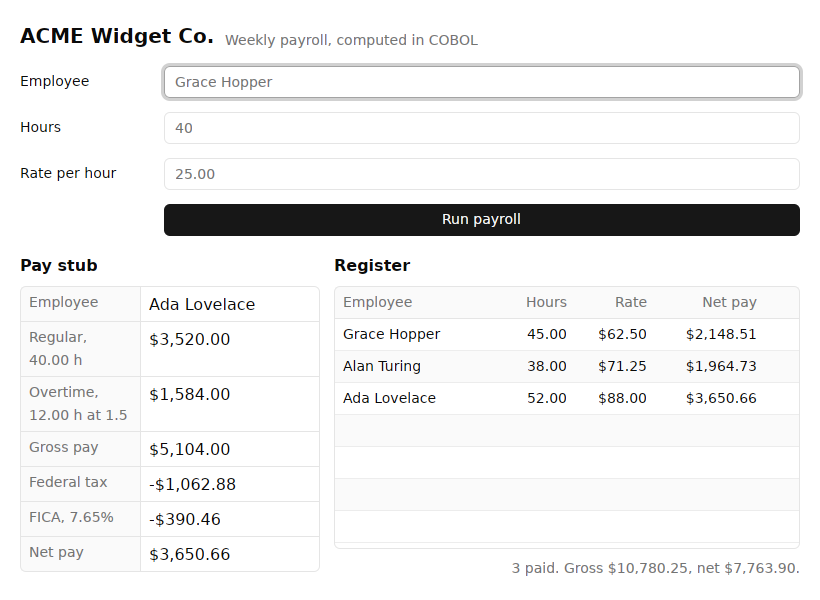 ACME Widget Co. Weekly payroll, computed in COBOL
Employee Grace Hopper
Hours 40
Rate per hour 25.00
Run payroll
Pay stub
Employee Ada Lovelace
Regular,
40.00 h $3,520.00
Overtime,
12.00 h at 1.5 $1,584.00
Gross pay $5,104.00
Federal tax -$1,062.88
FICA, 7.65% -$390.46
Net pay $3,650.66
Register
Employee Hours Rate Net pay
Grace Hopper 45.00 $62.50 $2,148.51
Alan Turing 38.00 $71.25 $1,964.73
Ada Lovelace 52.00 $88.00 $3,650.66
3 paid. Gross $10,780.25, net $7,763.90.